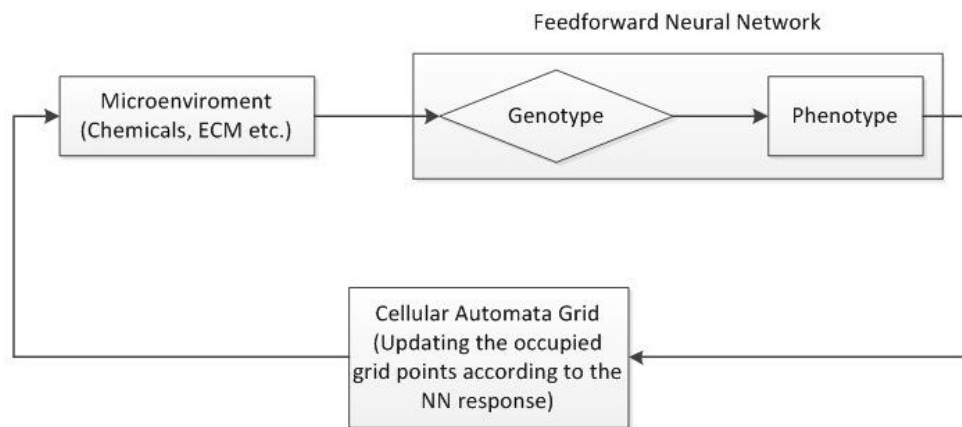 Feedforward Neural Network
Microenviroment
(Chemicals, ECM etc.)
Genotype
Phenotype
Cellular Automata Grid
(Updating the occupied
grid points according to the
NN response)